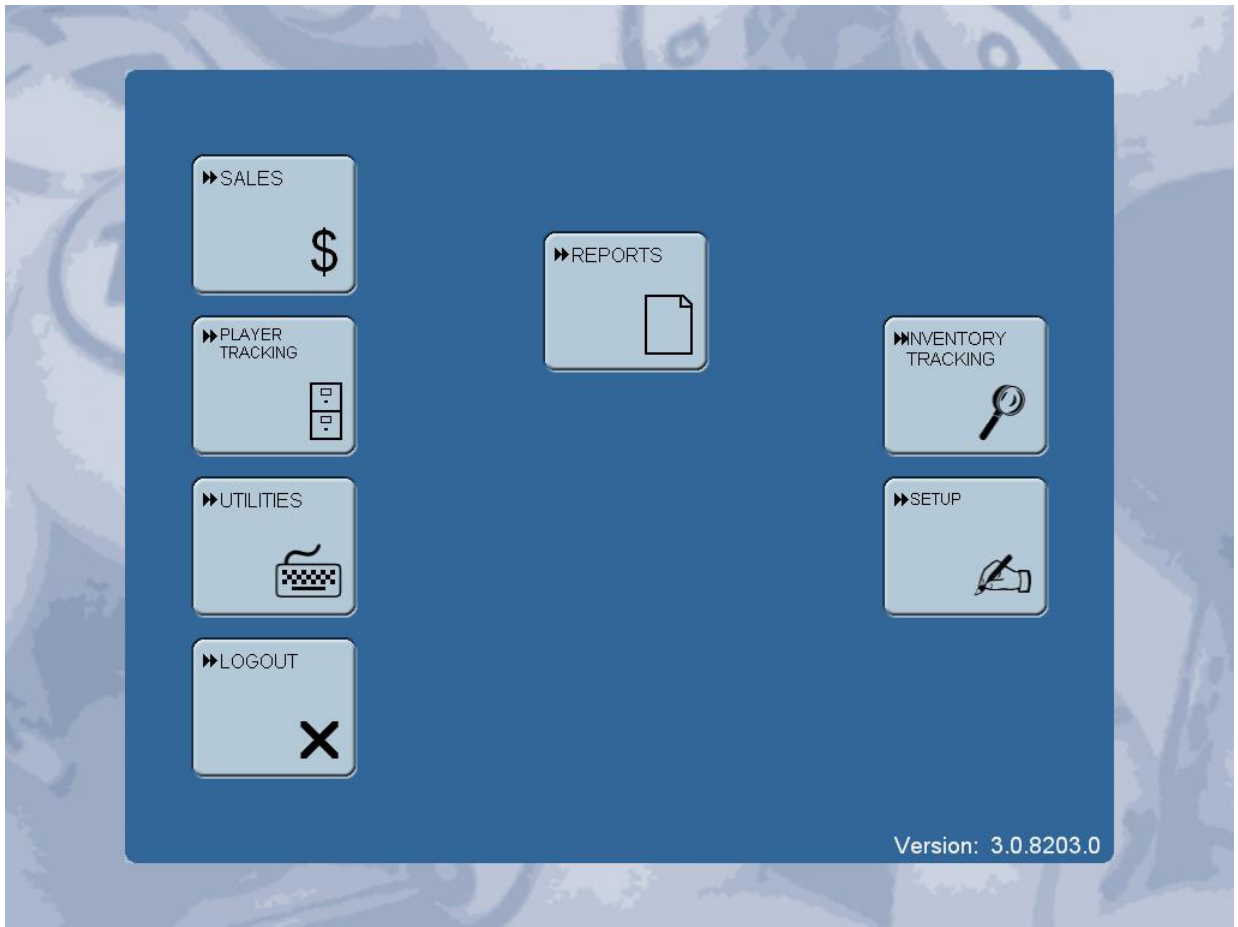 SALES
$
PLAYER
TRACKING
UTILITIES
LOGOUT
REPORTS
INVENTORY
TRACKING
SETUP
Version: 3.0.8203.0